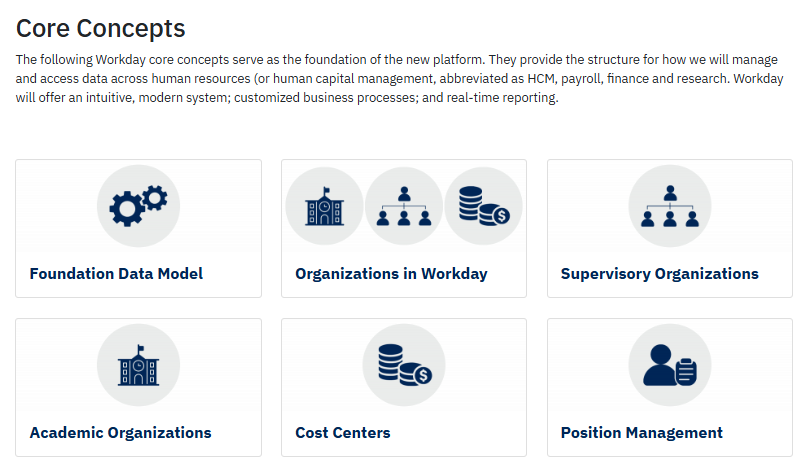 Core Concepts
The following Workday core concepts serve as the foundation of the new platform. They provide the structure for how we will manage
and access data across human resources (or human capital management, abbreviated as HCM, payroll, finance and research. Workday
will offer an intuitive, modern system; customized business processes; and real-time reporting.
Foundation Data Model
Organizations in Workday
Supervisory Organizations
Academic Organizations
Cost Centers
Position Management